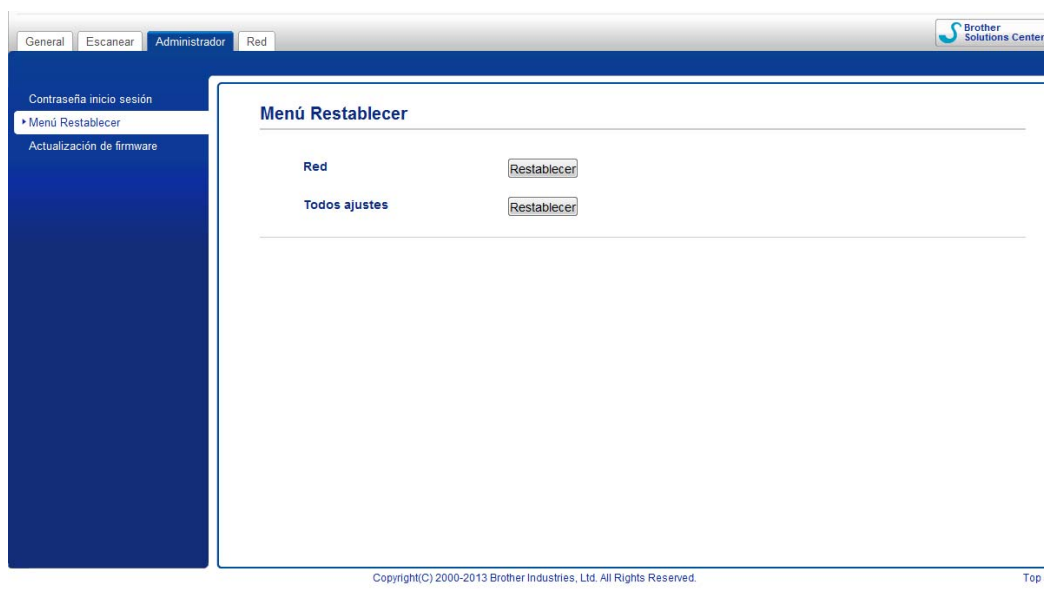 General Escanear Administrador Red
Brother
Solutions Center
Contraseña inicio sesión
Menú Restablecer
Actualización de firmware
Menú Restablecer
Red Restablecer
Todos ajustes Restablecer
Copyright(C) 2000-2013 Brother Industries, Ltd. All Rights Reserved. Top